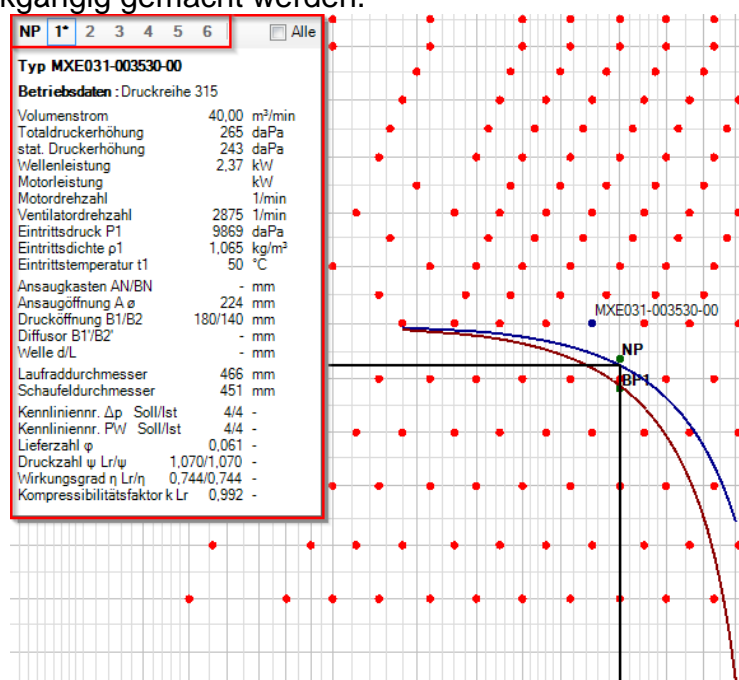 kgängig gemacht werden.
NP 1* 2 3 4 5 6 Alle
Typ MXE031-003530-00
Betriebsdaten : Druckreihe 315
Volumenstrom 40,00 m³/min
Totaldruckerhöhung 265 daPa
stat. Druckerhöhung 243 daPa
Wellenleistung 2,37 kW
Motorleistung kW
Motordrehzahl 1/min
Ventilatordrehzahl 2875 1/min
Eintrittsdruck P1 9869 daPa
Eintrittsdichte ρ1 1,065 kg/m³
Eintrittstemperatur t1 50 °C
Ansaugkasten AN/BN - mm
Ansaugöffnung A ø 224 mm
Drucköffnung B1/B2 180/140 mm
Diffusor B1'/B2' - mm
Welle d/L - mm
Laufraddurchmesser 466 mm
Schaufeldurchmesser 451 mm
Kennliniennr. Δp Soll/Ist 4/4 -
Kennliniennr. PW Soll/Ist 4/4 -
Lieferzahl φ 0,061 -
Druckzahl ψ Lr/ψ 1,070/1,070 -
Wirkungsgrad η Lr/η 0,744/0,744 -
Kompressibilitätsfaktor k Lr 0,992 -
MXE031-003530-00
NP
BP1